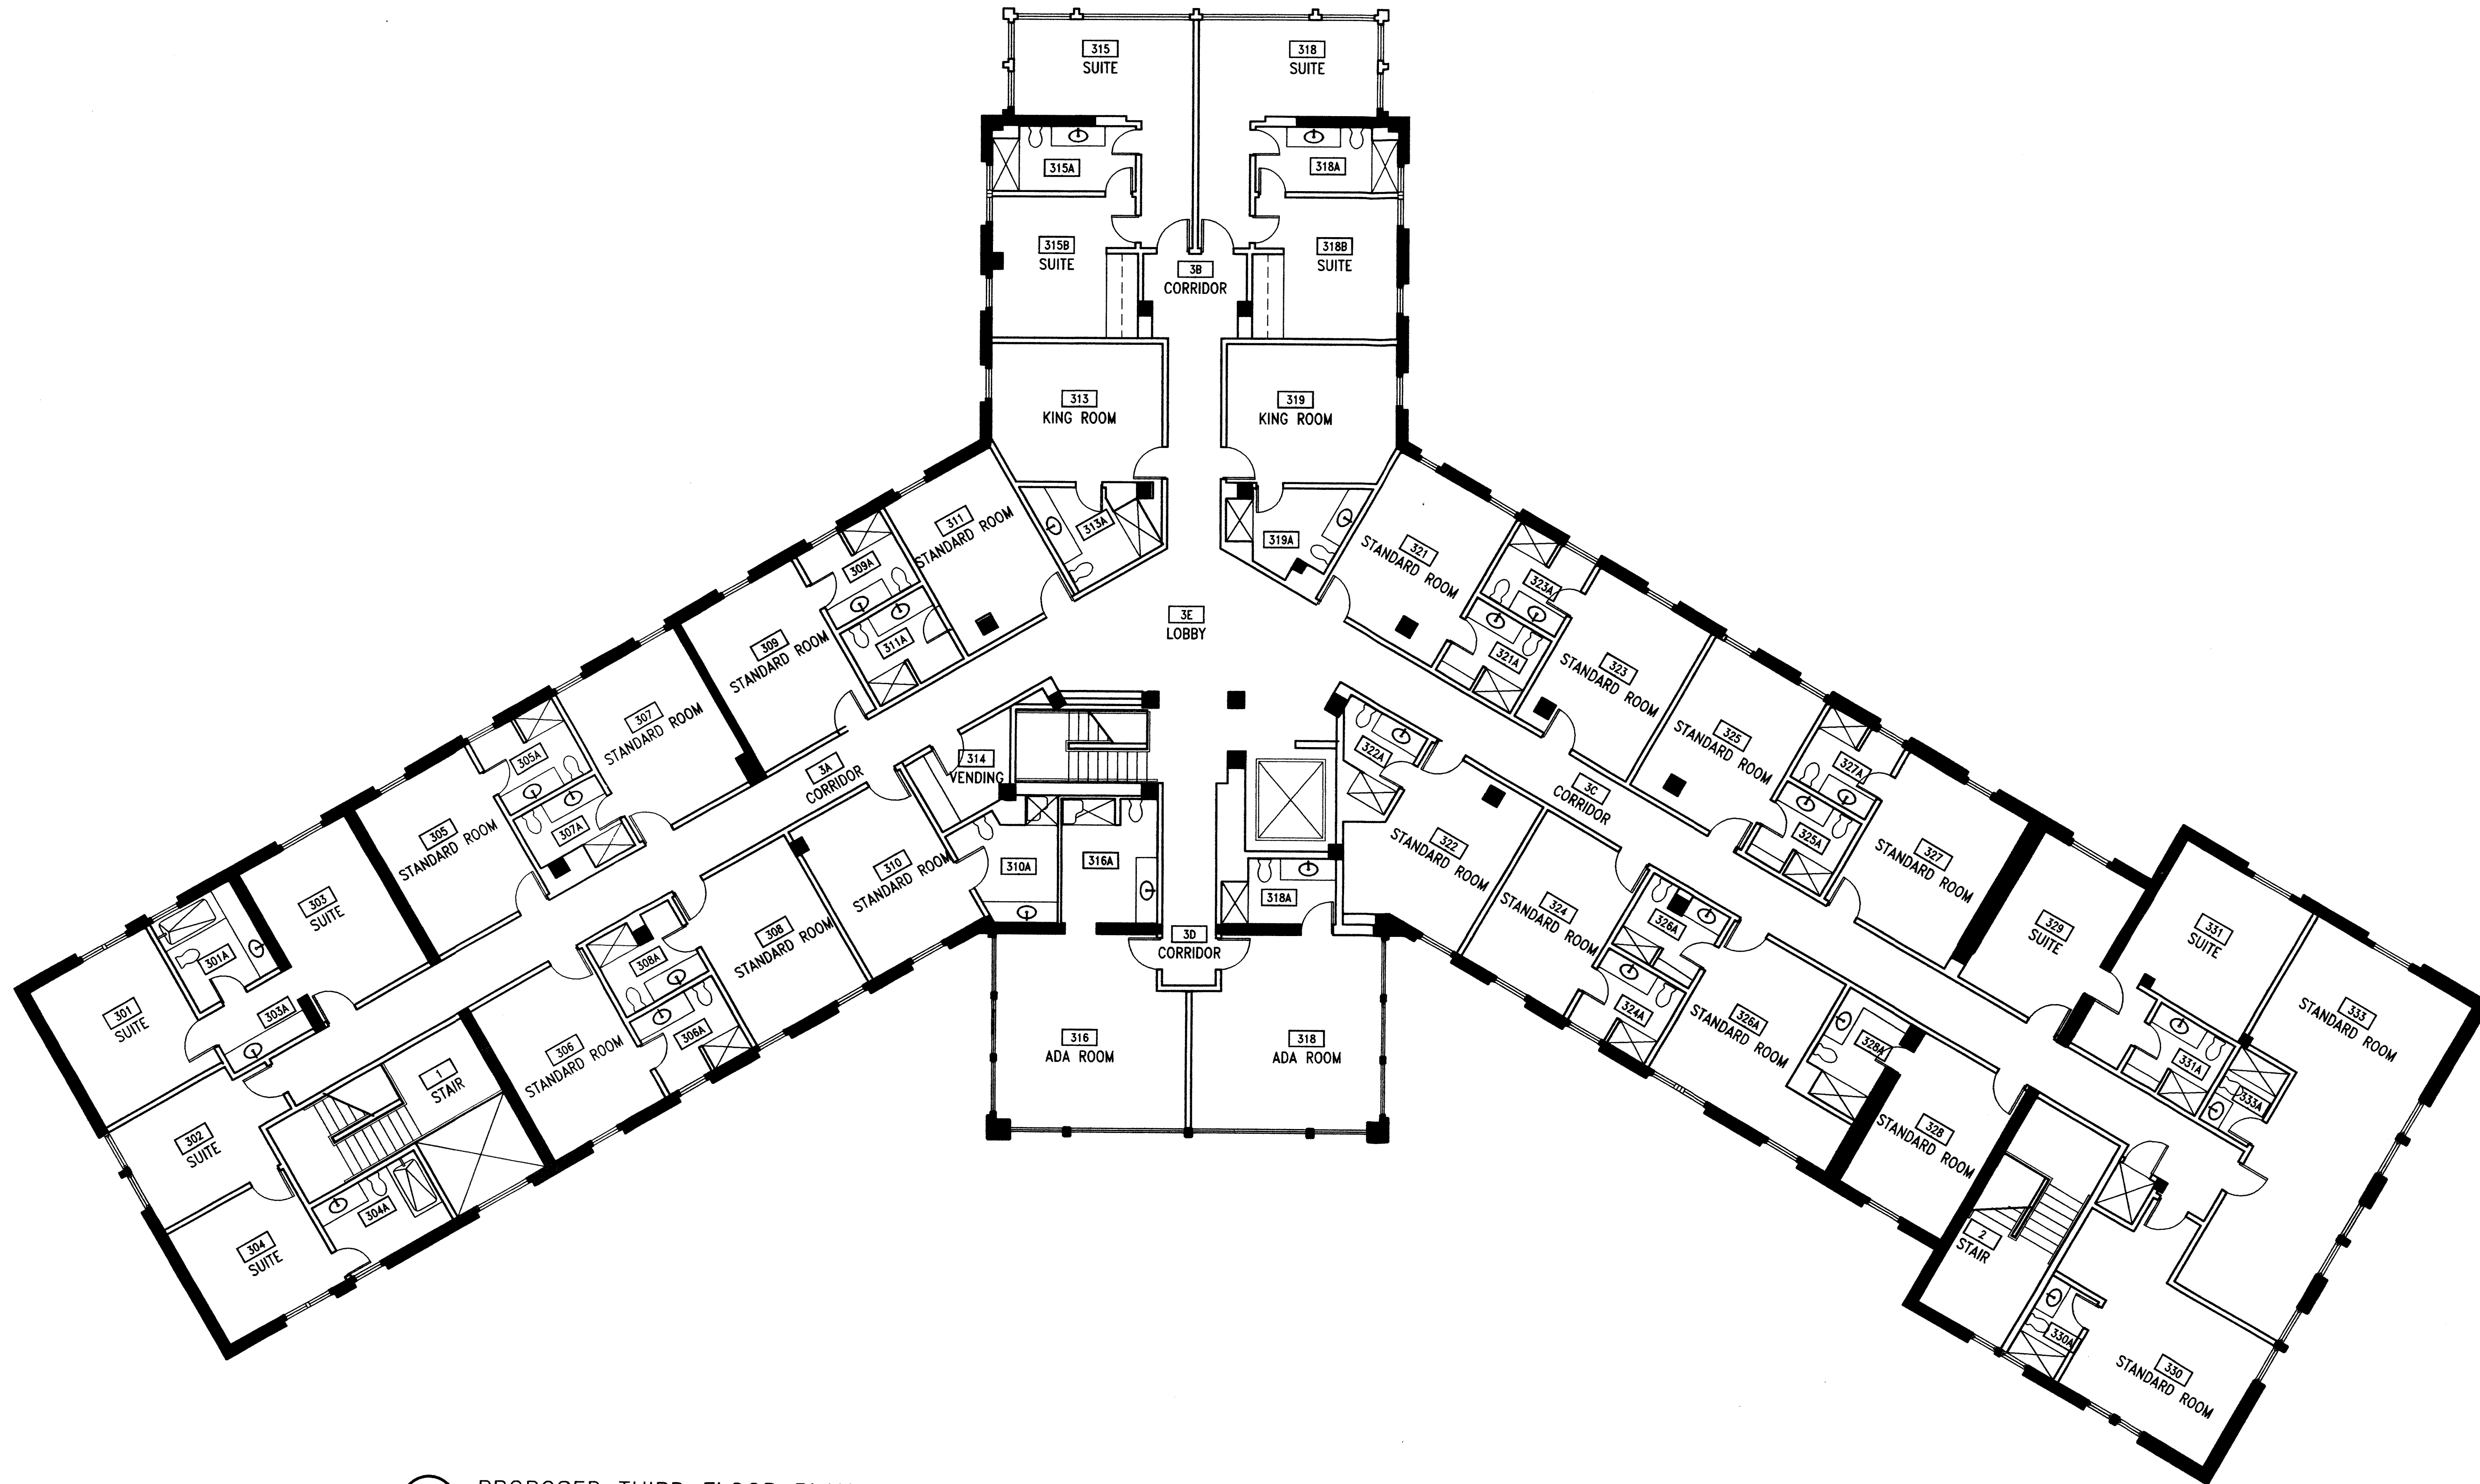 315
SUITE
318
SUITE
315A
318A
315B
SUITE
318B
SUITE
3B
CORRIDOR
313
KING ROOM
319
KING ROOM
313A
319A
311
STANDARD ROOM
309A
311A
309
STANDARD ROOM
307
STANDARD ROOM
305A
307A
305
STANDARD ROOM
303
SUITE
301A
301
SUITE
303A
302
SUITE
304
SUITE
304A
1
STAIR
306
STANDARD ROOM
308A
306A
308
STANDARD ROOM
310
STANDARD ROOM
310A
3A
CORRIDOR
314
VENDING
3E
LOBBY
316A
318A
3D
CORRIDOR
316
ADA ROOM
318
ADA ROOM
321
STANDARD ROOM
323A
321A
323
STANDARD ROOM
325
STANDARD ROOM
327A
325A
327
STANDARD ROOM
329
SUITE
331
SUITE
333
STANDARD ROOM
331A
333A
322A
322
STANDARD ROOM
3C
CORRIDOR
324
STANDARD ROOM
326A
324A
326A
STANDARD ROOM
328A
328
STANDARD ROOM
2
STAIR
330A
330
STANDARD ROOM